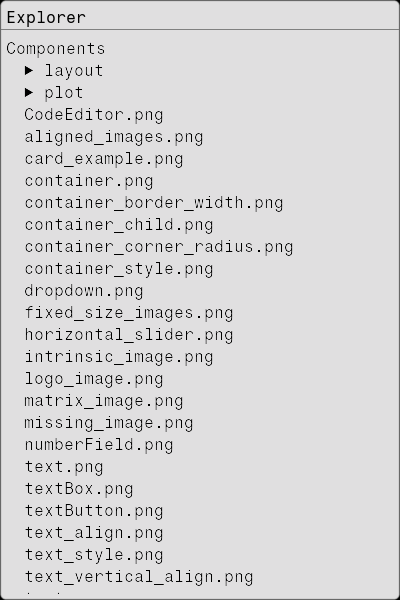 Explorer
Components
▶ layout
▶ plot
CodeEditor.png
aligned_images.png
card_example.png
container.png
container_border_width.png
container_child.png
container_corner_radius.png
container_style.png
dropdown.png
fixed_size_images.png
horizontal_slider.png
intrinsic_image.png
logo_image.png
matrix_image.png
missing_image.png
numberField.png
text.png
textBox.png
textButton.png
text_align.png
text_style.png
text_vertical_align.png